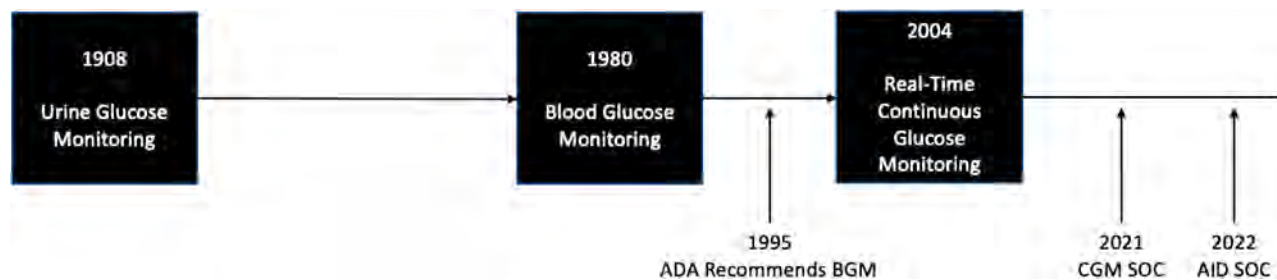 1908
Urine Glucose
Monitoring
1980
Blood Glucose
Monitoring
2004
Real-Time
Continuous
Glucose
Monitoring
1995
ADA Recommends BGM
2021
CGM SOC
2022
AID SOC